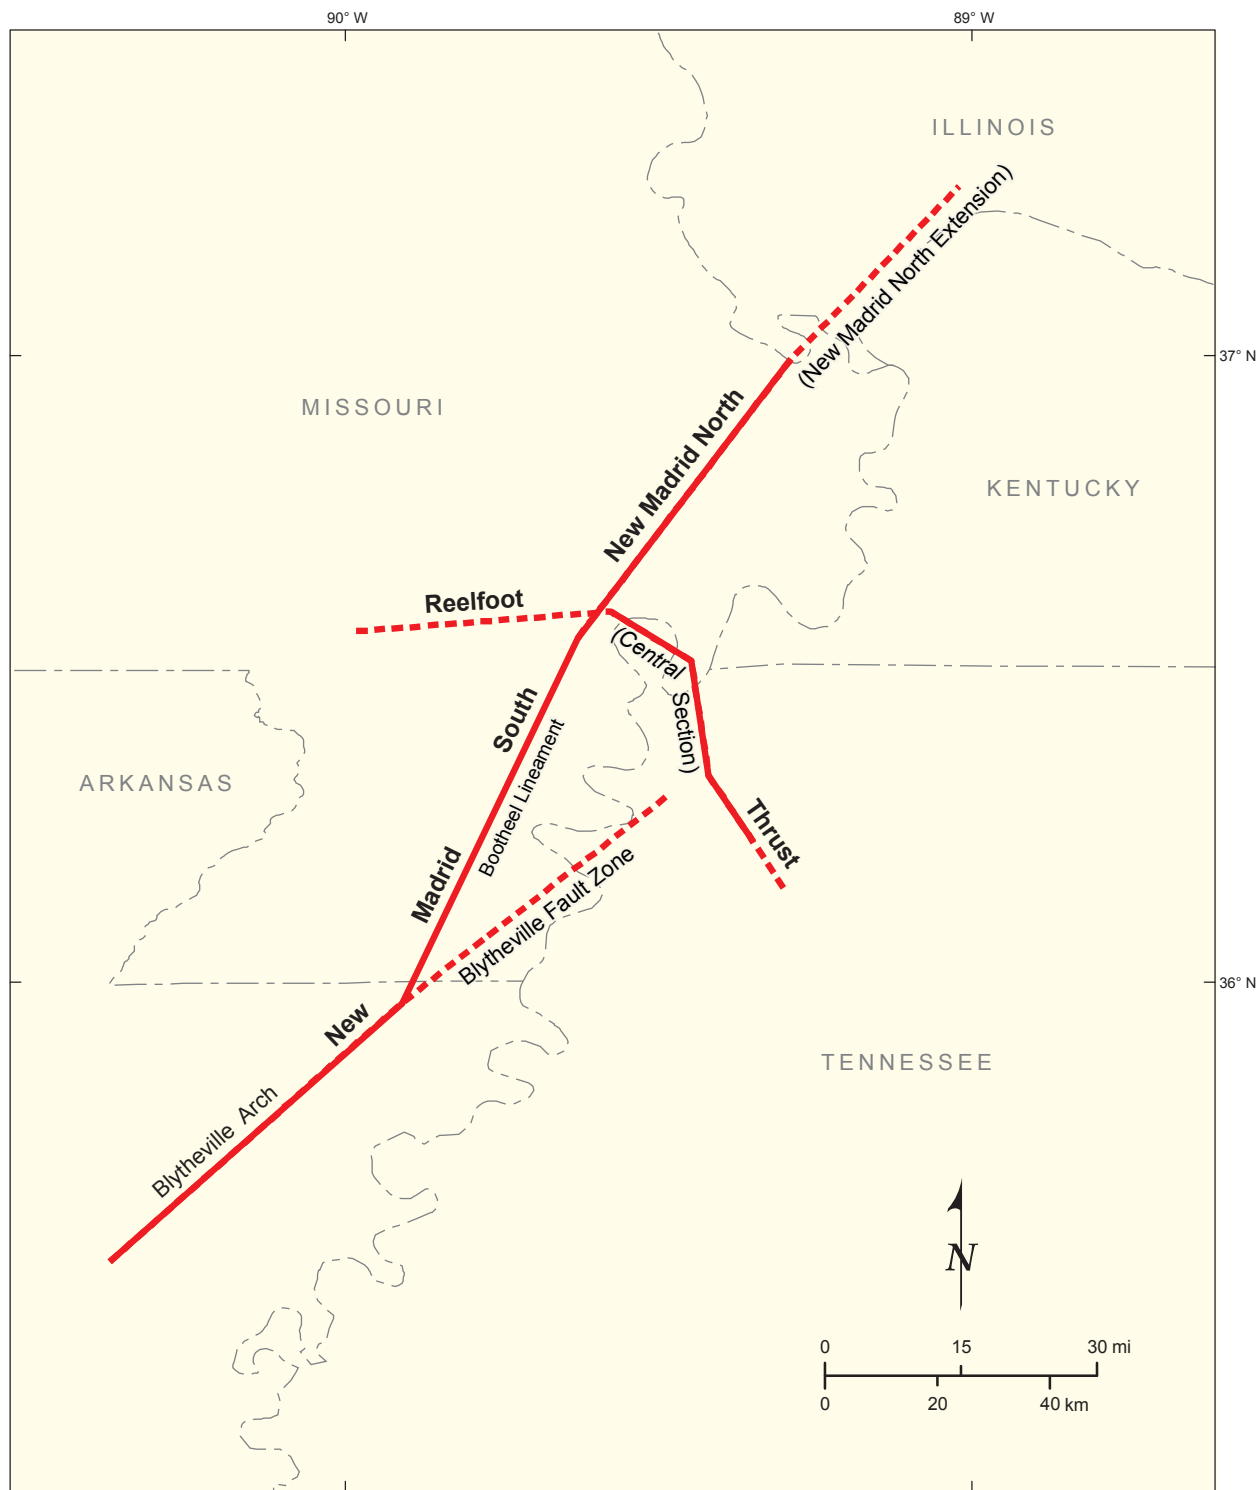 90° W
89° W
ILLINOIS
(New Madrid North Extension)
37° N
MISSOURI
New Madrid North
KENTUCKY
Reelfoot
(Central
Section)
South
Bootheel Lineament
ARKANSAS
Thrust
Madrid
Blytheville Fault Zone
36° N
New
TENNESSEE
Blytheville Arch
N
0 15 30 mi
0 20 40 km